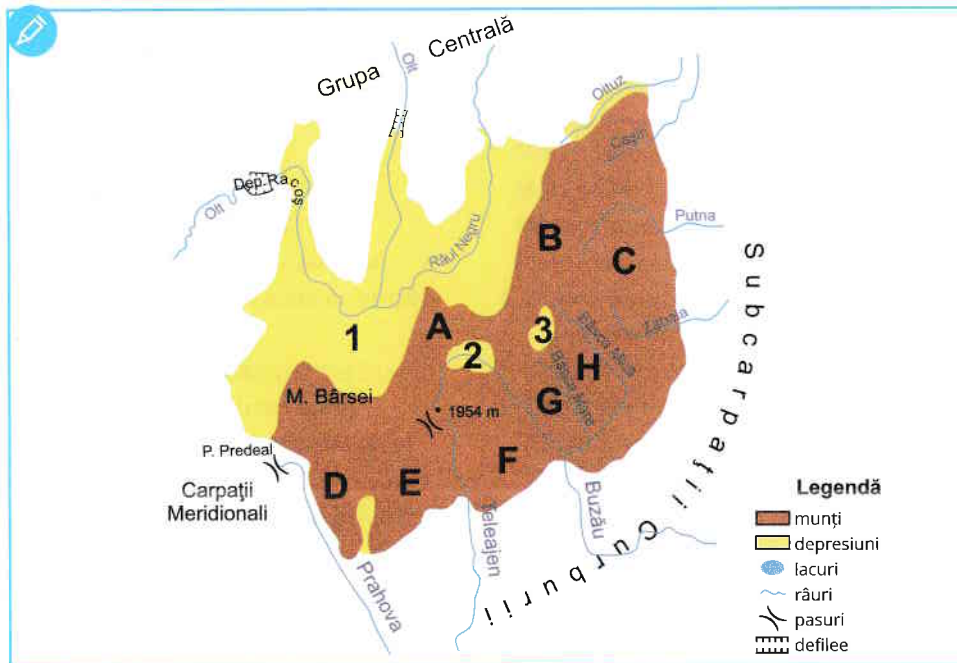 Grupa Centrală
Olt
Oituz
Cașin
Dep. Racoș
Olt
Râul Negru
Putna
B
C
A
1
2
3
Zăbala
Bâsca Mică
Bâsca Mare
H
G
M. Bârsei
1954 m
P. Predeal
Carpații
Meridionali
D
E
F
Prahova
Teleajen
Buzău
Subcarpații Curburii
Legendă
munți
depresiuni
lacuri
râuri
pasuri
defilee